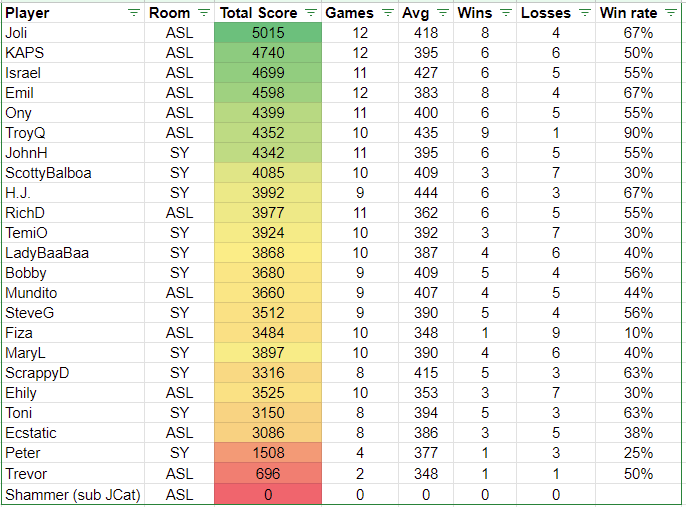 Player Room Total Score Games Avg Wins Losses Win rate
Joli ASL 5015 12 418 8 4 67%
KAPS ASL 4740 12 395 6 6 50%
Israel ASL 4699 11 427 6 5 55%
Emil ASL 4598 12 383 8 4 67%
Ony ASL 4399 11 400 6 5 55%
TroyQ ASL 4352 10 435 9 1 90%
JohnH SY 4342 11 395 6 5 55%
ScottyBalboa SY 4085 10 409 3 7 30%
H.J. SY 3992 9 444 6 3 67%
RichD ASL 3977 11 362 6 5 55%
TemiO SY 3924 10 392 3 7 30%
LadyBaaBaa SY 3868 10 387 4 6 40%
Bobby SY 3680 9 409 5 4 56%
Mundito ASL 3660 9 407 4 5 44%
SteveG SY 3512 9 390 5 4 56%
Fiza ASL 3484 10 348 1 9 10%
MaryL SY 3897 10 390 4 6 40%
ScrappyD SY 3316 8 415 5 3 63%
Ehily ASL 3525 10 353 3 7 30%
Toni SY 3150 8 394 5 3 63%
Ecstatic ASL 3086 8 386 3 5 38%
Peter SY 1508 4 377 1 3 25%
Trevor ASL 696 2 348 1 1 50%
Shammer (sub JCat) ASL 0 0 0 0 0